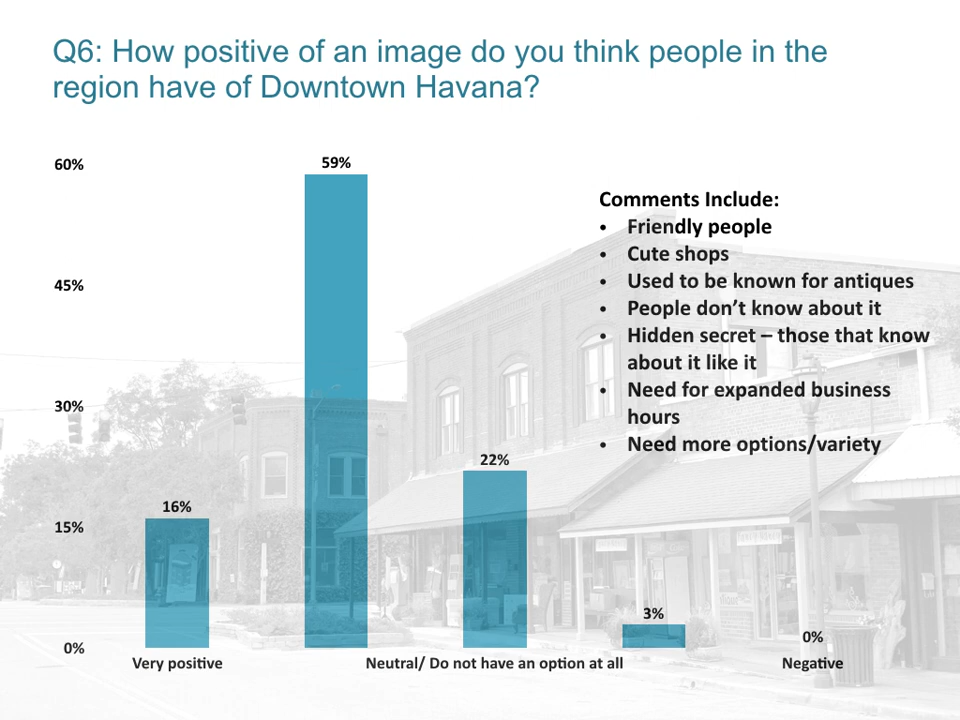 Q6: How positive of an image do you think people in the
region have of Downtown Havana?
60%
59%
45%
30%
22%
16%
15%
3%
0%
0%
Very positive
Neutral/ Do not have an option at all
Negative
Comments Include:
• Friendly people
• Cute shops
• Used to be known for antiques
• People don’t know about it
• Hidden secret – those that know
about it like it
• Need for expanded business
hours
• Need more options/variety